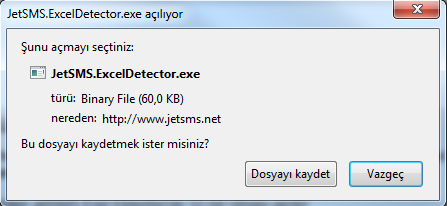 JetSMS.ExcelDetector.exe açılıyor
Şunu açmayı seçtiniz:
JetSMS.ExcelDetector.exe
türü: Binary File (60,0 KB)
nereden: http://www.jetsms.net
Bu dosyayı kaydetmek ister misiniz?
Dosyayı kaydet Vazgeç